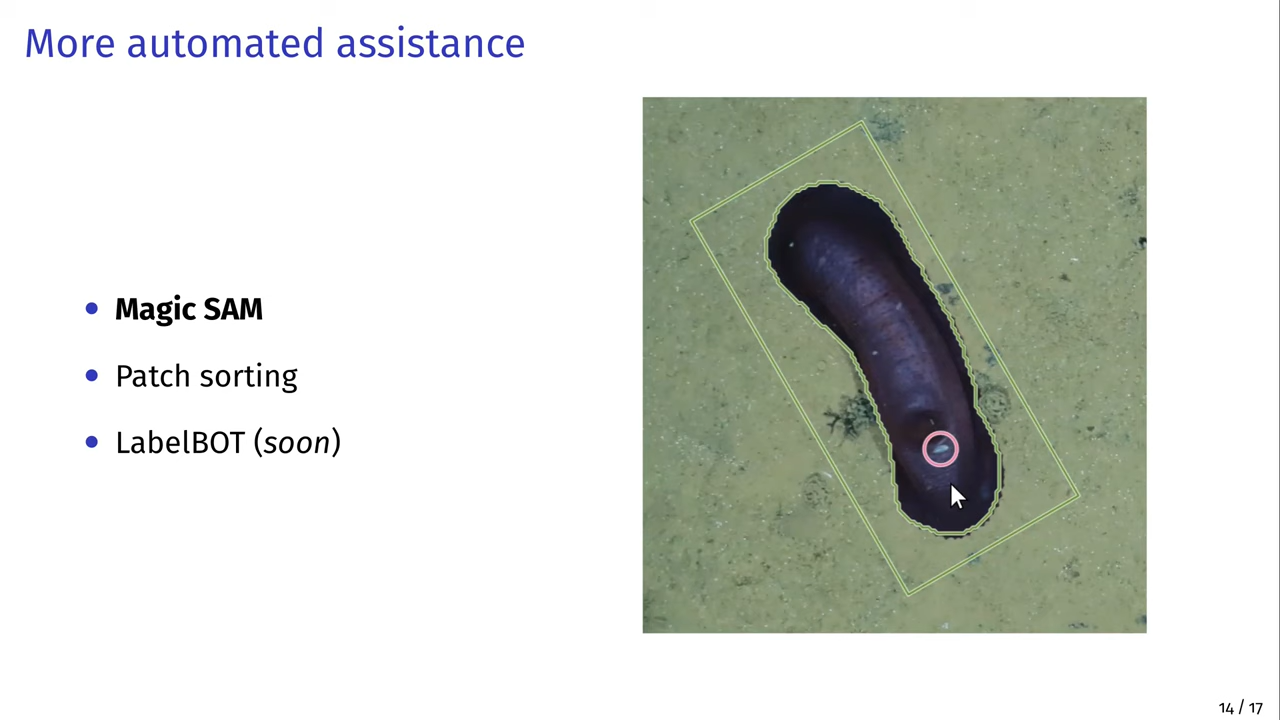 More automated assistance
Magic SAM
Patch sorting
LabelBOT (soon)
14 / 17